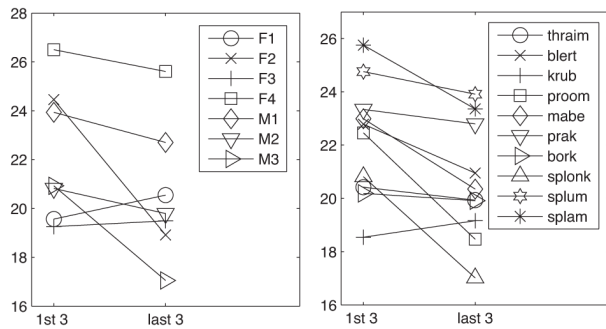 28
26
24
22
20
18
16
1st 3
last 3
F1
F2
F3
F4
M1
M2
M3
26
24
22
20
18
16
1st 3
last 3
thraim
blert
krub
proom
mabe
prak
bork
splonk
splum
splam